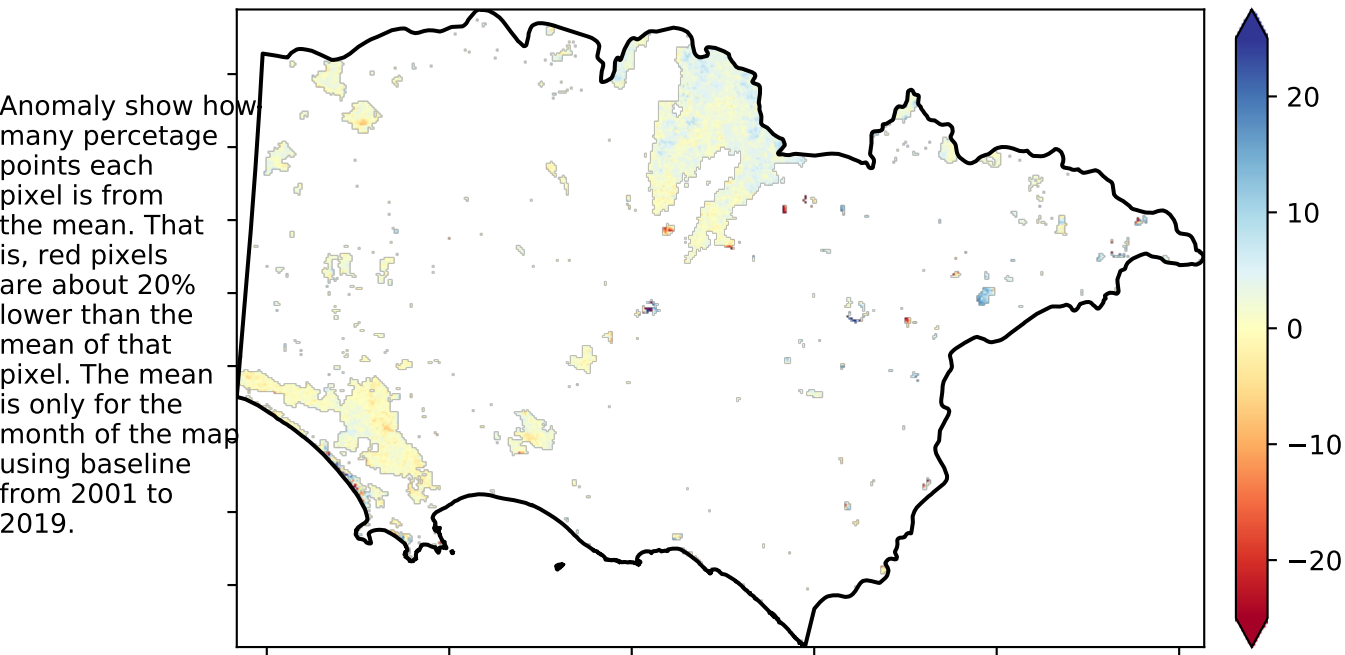 Anomaly show how
many percetage
points each
pixel is from
the mean. That
is, red pixels
are about 20%
lower than the
mean of that
pixel. The mean
is only for the
month of the map
using baseline
from 2001 to
2019.
20
10
0
−10
−20